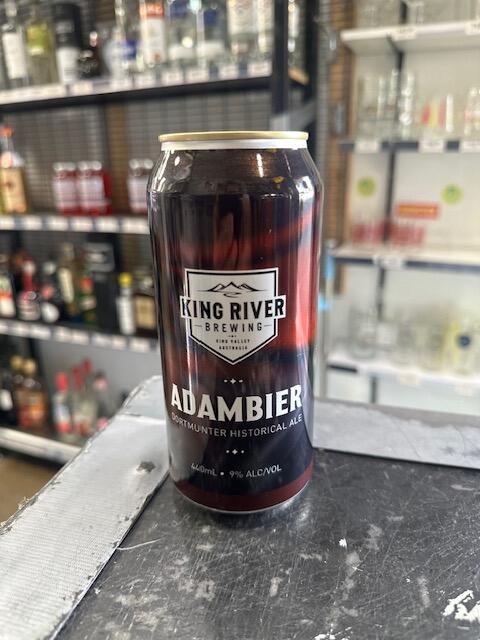 KING RIVER
BREWING
KING VALLEY
AUSTRALIA
ADAMBIER
DORTMUNTER HISTORICAL ALE
440mL • 9% ALC/VOL